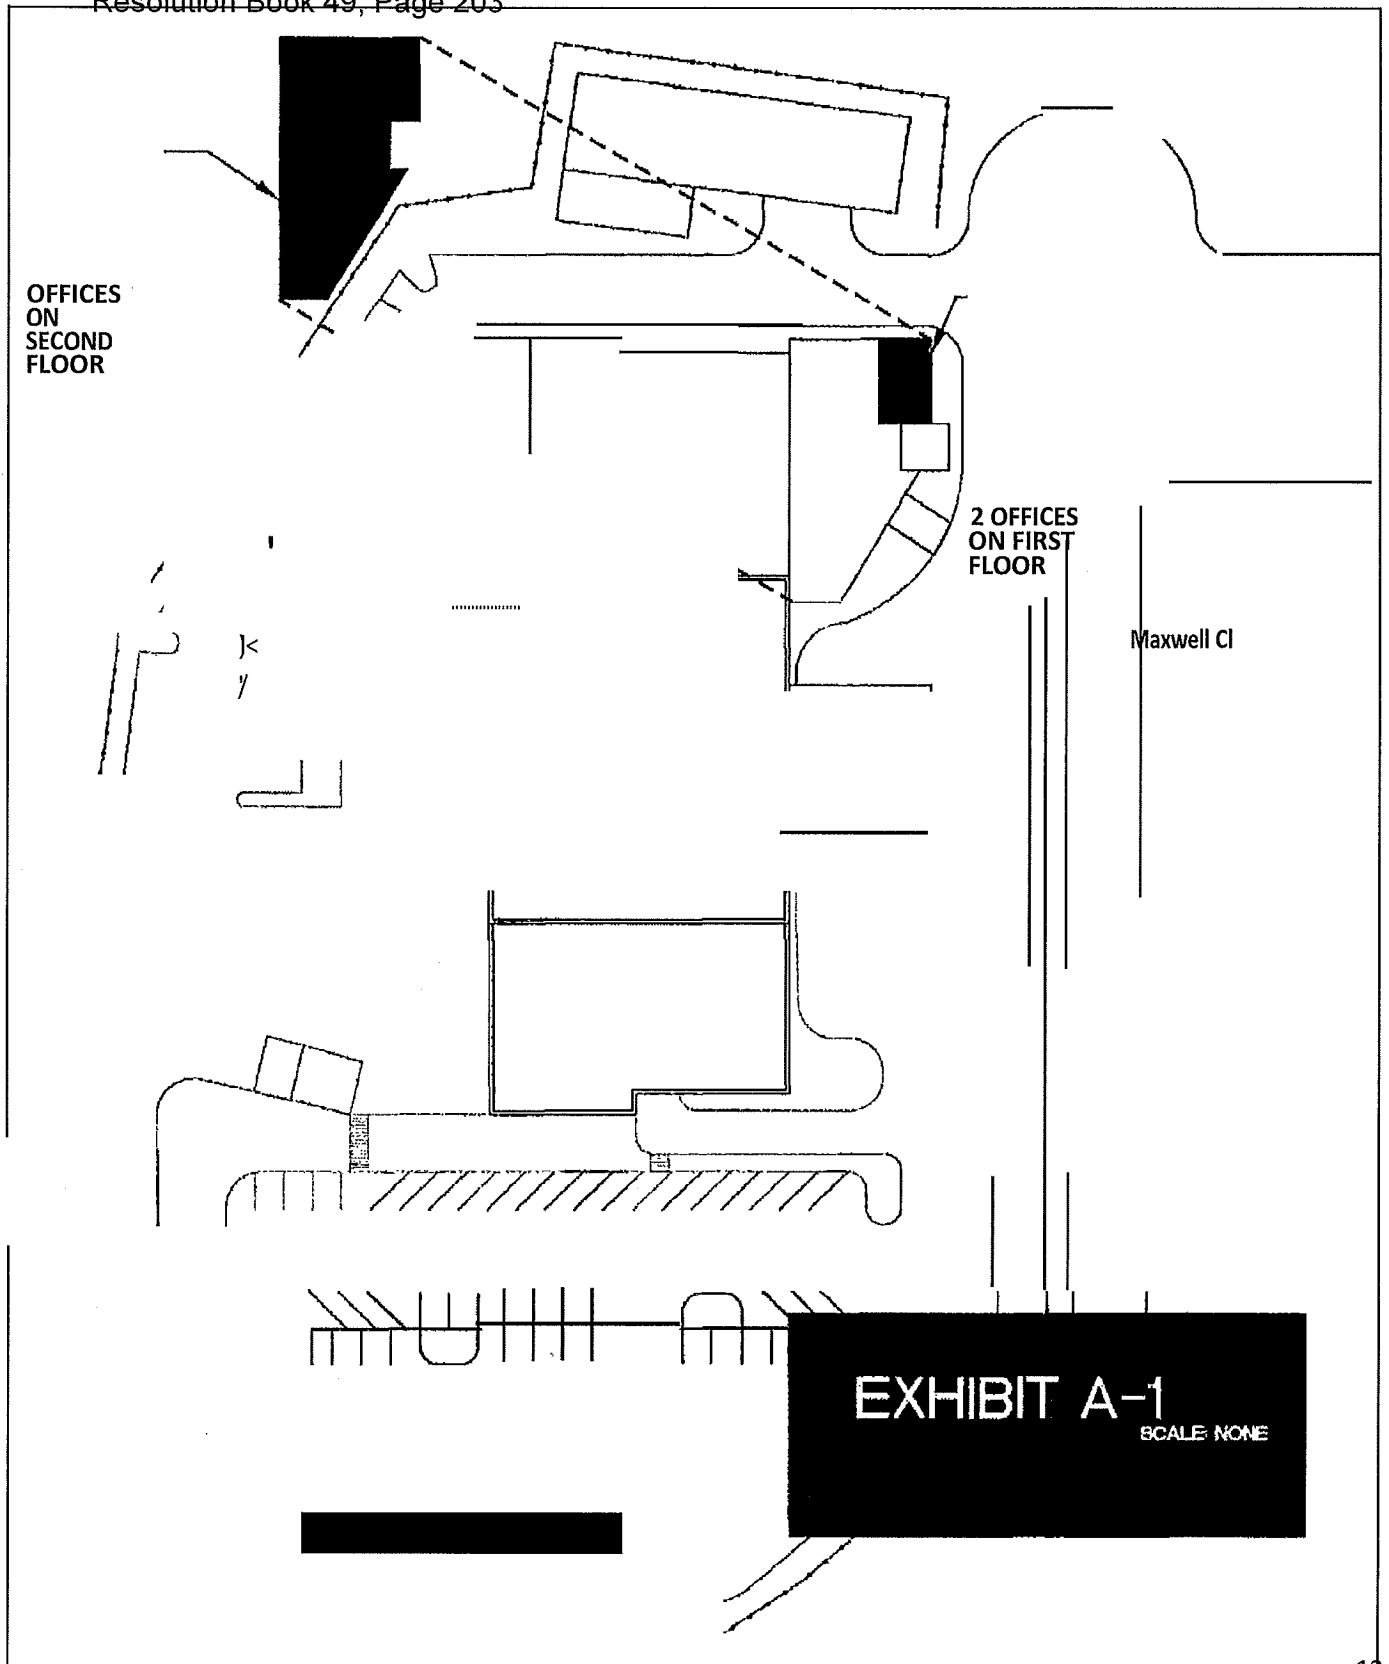 Resolution Book 49, Page 203
OFFICES
ON
SECOND
FLOOR
2 OFFICES
ON FIRST
FLOOR
Maxwell Cl
EXHIBIT A-1
SCALE: NONE